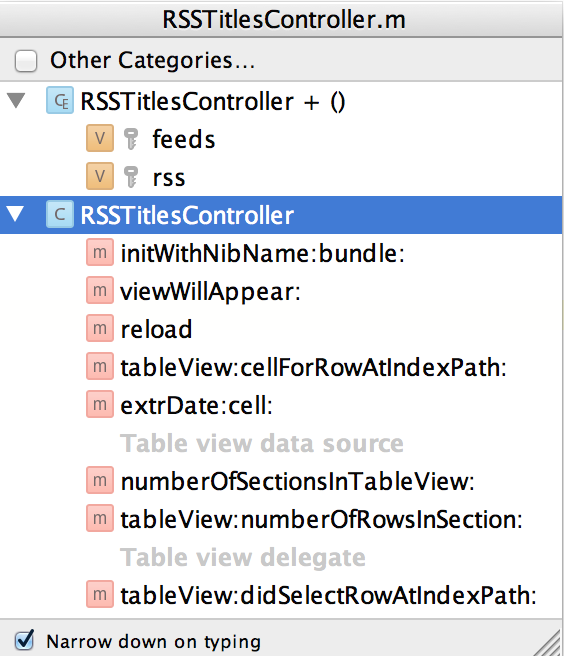 RSSTitlesController.m
Other Categories...
CE RSSTitlesController + ()
V feeds
V rss
C RSSTitlesController
m initWithNibName:bundle:
m viewWillAppear:
m reload
m tableView:cellForRowAtIndexPath:
m extrDate:cell:
Table view data source
m numberOfSectionsInTableView:
m tableView:numberOfRowsInSection:
Table view delegate
m tableView:didSelectRowAtIndexPath:
Narrow down on typing